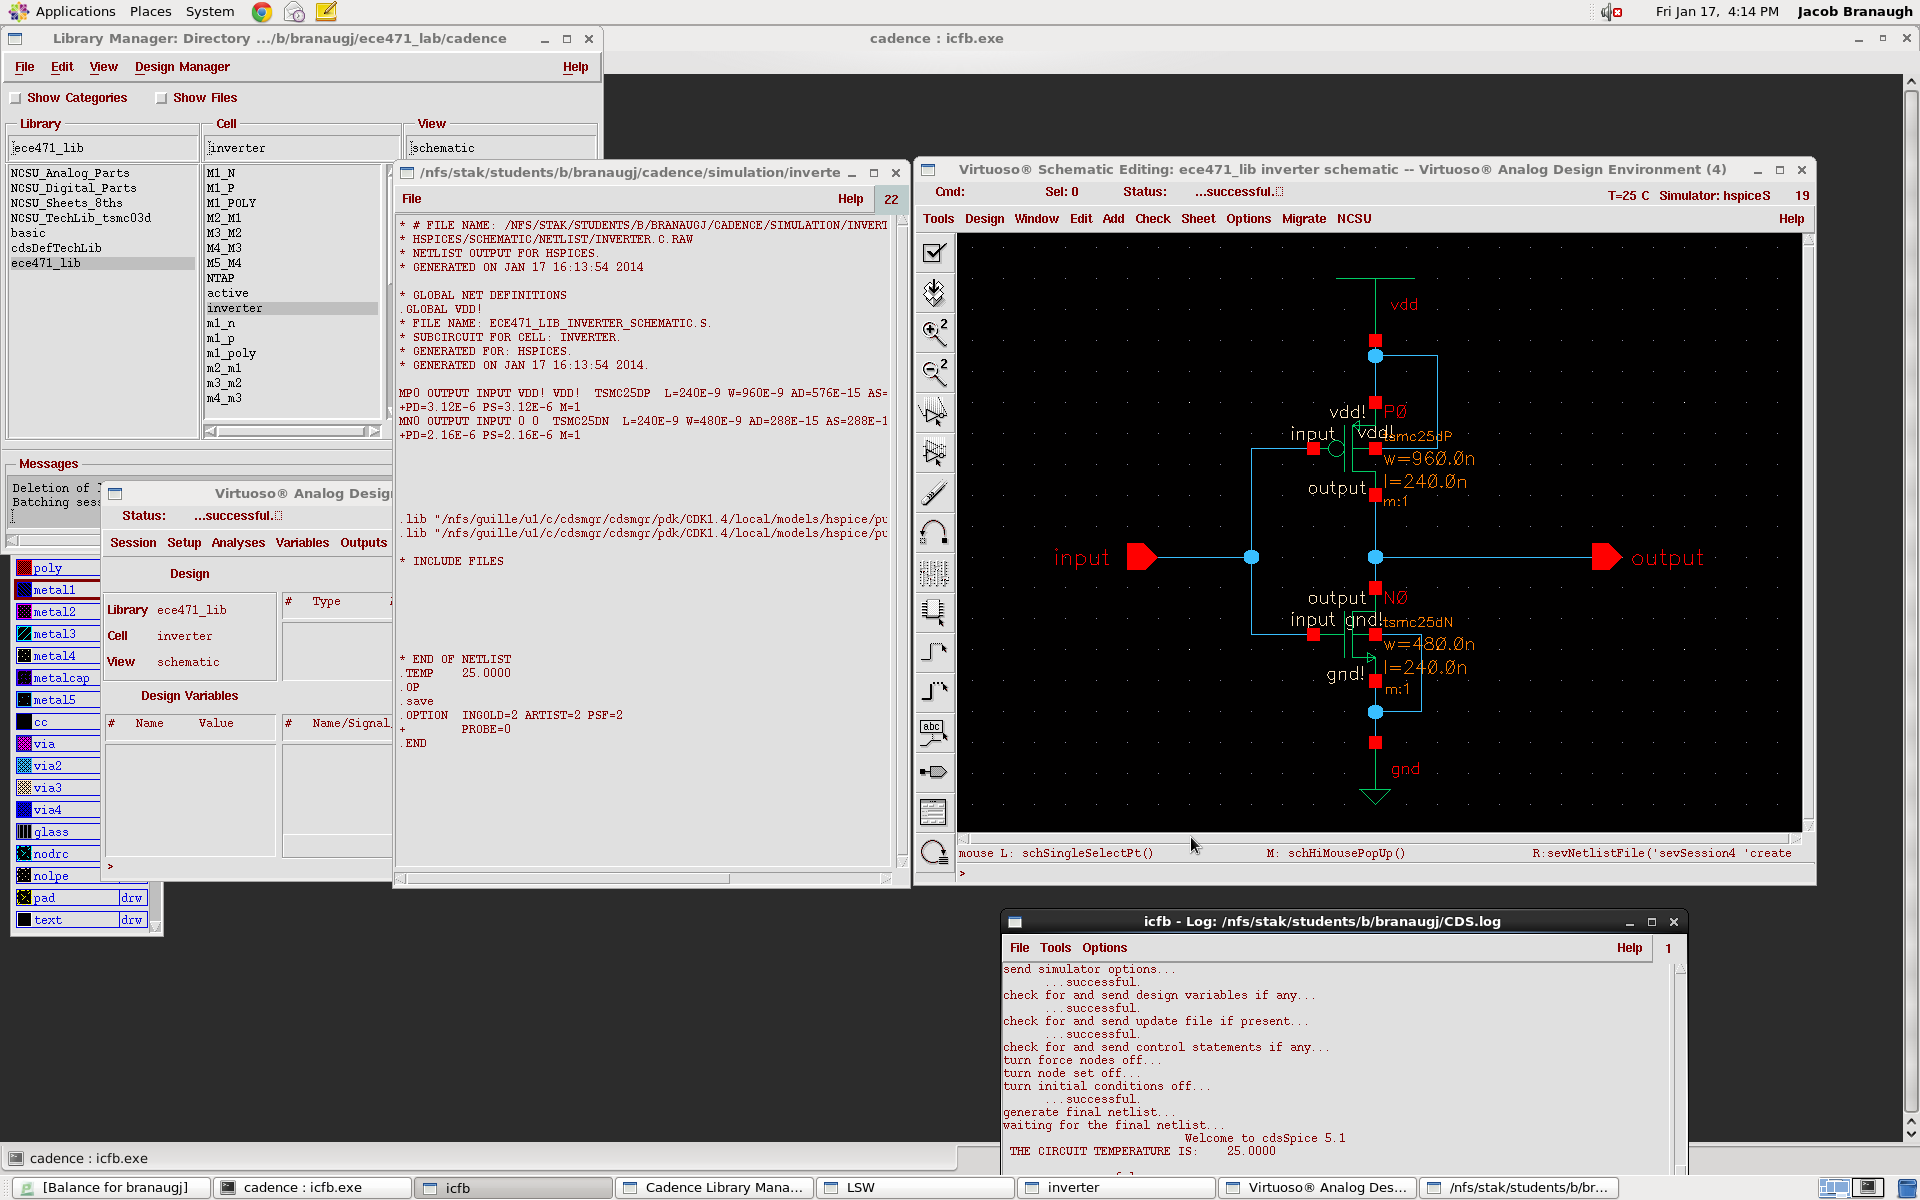 Applications Places System Fri Jan 17, 4:14 PM Jacob Branaugh
Library Manager: Directory .../b/branaugj/ece471_lab/cadence
cadence : icfb.exe
File Edit View Design Manager Help
Show Categories Show Files
Library Cell View
ece471_lib inverter schematic
NCSU_Analog_Parts
NCSU_Digital_Parts
NCSU_Sheets_8ths
NCSU_TechLib_tsmc03d
basic
cdsDefTechLib
ece471_lib
M1_N
M1_P
M1_POLY
M2_M1
M3_M2
M4_M3
M5_M4
NTAP
active
inverter
m1_n
m1_p
m1_poly
m2_m1
m3_m2
m4_m3
Messages
Deletion of
Batching ses
Virtuoso® Analog Desig
Status: ...successful.
Session Setup Analyses Variables Outputs
Design
Library ece471_lib
Cell inverter
View schematic
# Type
Design Variables
# Name Value
# Name/Signal
>
poly
metal1
metal2
metal3
metal4
metalcap
metal5
cc
via
via2
via3
via4
glass
nodrc
nolpe
pad drw
text drw
/nfs/stak/students/b/branaugj/cadence/simulation/inverte
File Help 22
* # FILE NAME: /NFS/STAK/STUDENTS/B/BRANAUGJ/CADENCE/SIMULATION/INVERT
* HSPICES/SCHEMATIC/NETLIST/INVERTER.C.RAW
* NETLIST OUTPUT FOR HSPICES.
* GENERATED ON JAN 17 16:13:54 2014
* GLOBAL NET DEFINITIONS
.GLOBAL VDD!
* FILE NAME: ECE471_LIB_INVERTER_SCHEMATIC.S.
* SUBCIRCUIT FOR CELL: INVERTER.
* GENERATED FOR: HSPICES.
* GENERATED ON JAN 17 16:13:54 2014.
MP0 OUTPUT INPUT VDD! VDD! TSMC25DP L=240E-9 W=960E-9 AD=576E-15 AS=
+PD=3.12E-6 PS=3.12E-6 M=1
MN0 OUTPUT INPUT 0 0 TSMC25DN L=240E-9 W=480E-9 AD=288E-15 AS=288E-1
+PD=2.16E-6 PS=2.16E-6 M=1
.lib "/nfs/guille/u1/c/cdsmgr/cdsmgr/pdk/CDK1.4/local/models/hspice/pu
.lib "/nfs/guille/u1/c/cdsmgr/cdsmgr/pdk/CDK1.4/local/models/hspice/pu
* INCLUDE FILES
* END OF NETLIST
.TEMP 25.0000
.OP
.save
.OPTION INGOLD=2 ARTIST=2 PSF=2
+ PROBE=0
.END
Virtuoso® Schematic Editing: ece471_lib inverter schematic -- Virtuoso® Analog Design Environment (4)
Cmd: Sel: 0 Status: ...successful. T=25 C Simulator: hspiceS 19
Tools Design Window Edit Add Check Sheet Options Migrate NCSU Help
vdd
vdd! P0
input vdd! tsmc25dP
w=960.0n
l=240.0n
output m:1
input output
output N0
input gnd! tsmc25dN
w=480.0n
l=240.0n
gnd! m:1
gnd
abc
mouse L: schSingleSelectPt() M: schHiMousePopUp() R:sevNetlistFile('sevSession4 'create
>
icfb - Log: /nfs/stak/students/b/branaugj/CDS.log
File Tools Options Help 1
send simulator options...
...successful.
check for and send design variables if any...
...successful.
check for and send update file if present...
...successful.
check for and send control statements if any...
turn force nodes off...
turn node set off...
turn initial conditions off...
...successful.
generate final netlist...
waiting for the final netlist...
Welcome to cdsSpice 5.1
THE CIRCUIT TEMPERATURE IS: 25.0000
cadence : icfb.exe
[Balance for branaugj] cadence : icfb.exe icfb Cadence Library Mana... LSW inverter Virtuoso® Analog Des... /nfs/stak/students/b/br...